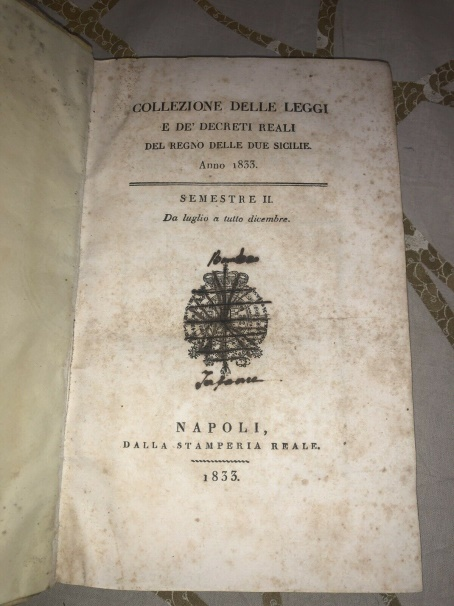 COLLEZIONE DELLE LEGGI
E DE' DECRETI REALI
DEL REGNO DELLE DUE SICILIE.
Anno 1833.
SEMESTRE II.
Da luglio a tutto dicembre.
NAPOLI,
DALLA STAMPERIA REALE.
1833.